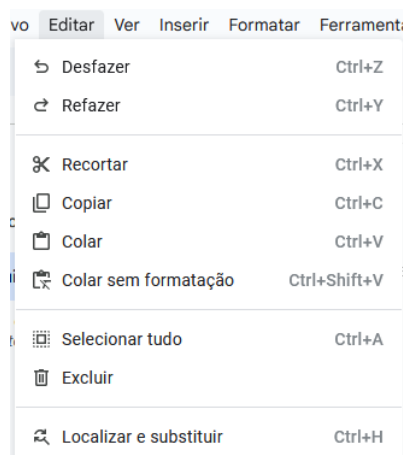 vo Editar Ver Inserir Formatar Ferrament
Desfazer Ctrl+Z
Refazer Ctrl+Y
Recortar Ctrl+X
Copiar Ctrl+C
Colar Ctrl+V
Colar sem formatação Ctrl+Shift+V
Selecionar tudo Ctrl+A
Excluir
Localizar e substituir Ctrl+H